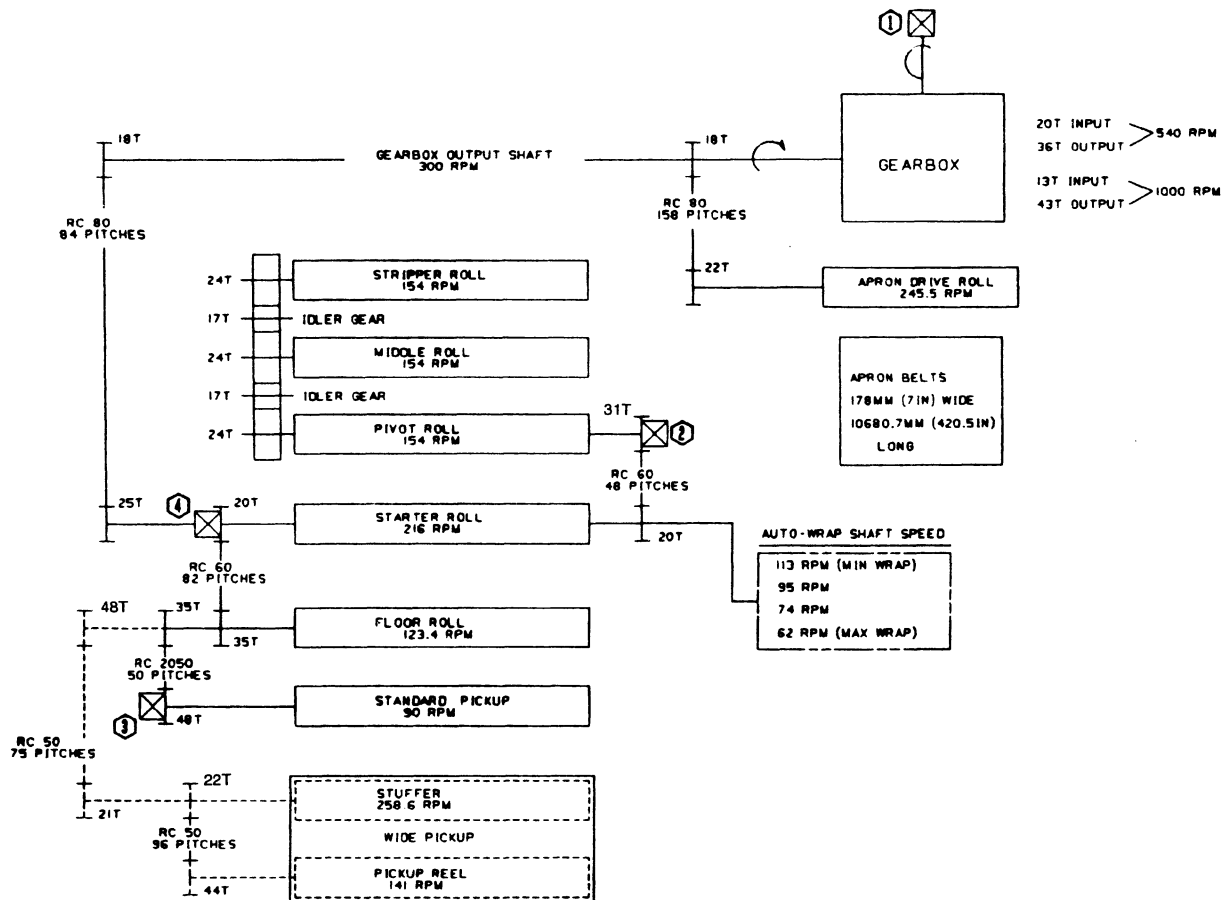 1
20T INPUT
36T OUTPUT
540 RPM
13T INPUT
43T OUTPUT
1000 RPM
GEARBOX
18T
GEARBOX OUTPUT SHAFT
300 RPM
18T
RC 80
84 PITCHES
RC 80
158 PITCHES
22T
APRON DRIVE ROLL
245.5 RPM
24T
STRIPPER ROLL
154 RPM
17T
IDLER GEAR
24T
MIDDLE ROLL
154 RPM
17T
IDLER GEAR
24T
PIVOT ROLL
154 RPM
31T
2
APRON BELTS
178MM (7IN) WIDE
10680.7MM (420.5IN)
LONG
RC 60
48 PITCHES
25T
4
20T
STARTER ROLL
216 RPM
20T
AUTO-WRAP SHAFT SPEED
113 RPM (MIN WRAP)
95 RPM
74 RPM
62 RPM (MAX WRAP)
RC 60
82 PITCHES
48T
35T
35T
FLOOR ROLL
123.4 RPM
RC 2050
50 PITCHES
3
48T
STANDARD PICKUP
90 RPM
RC 50
75 PITCHES
21T
22T
STUFFER
258.6 RPM
RC 50
96 PITCHES
WIDE PICKUP
44T
PICKUP REEL
141 RPM